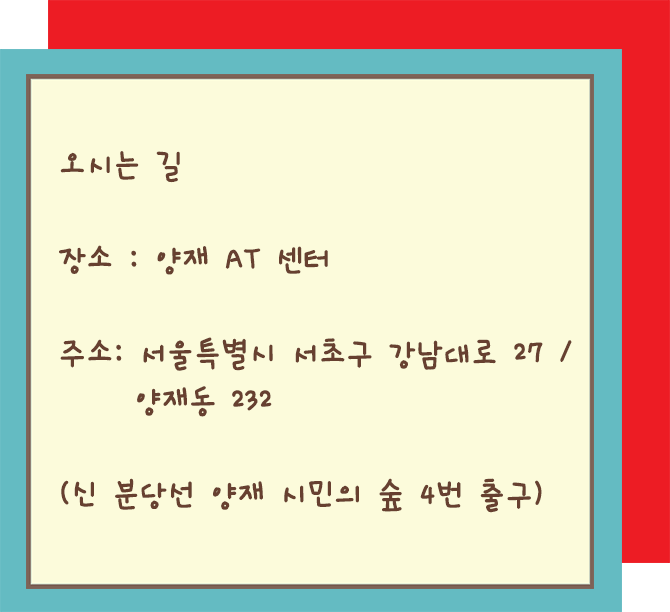 오시는 길
장소 : 양재 AT 센터
주소: 서울특별시 서초구 강남대로 27 /
양재동 232
(신 분당선 양재 시민의 숲 4번 출구)